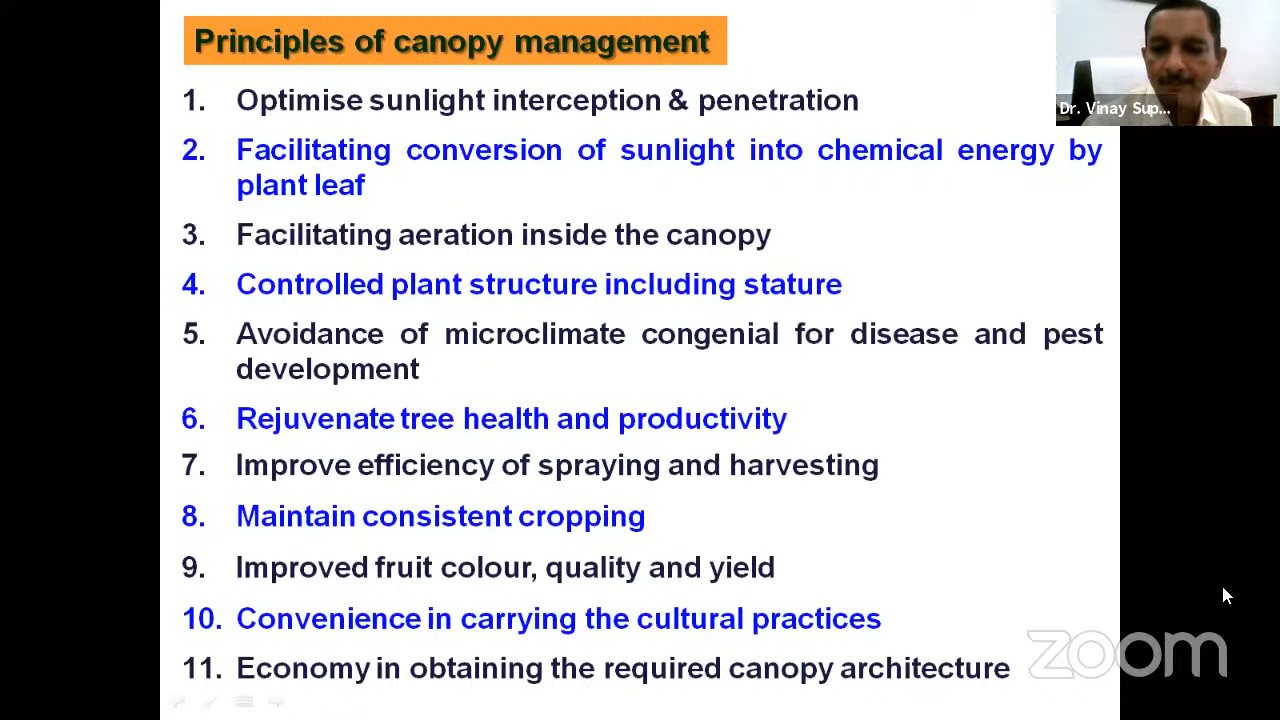 Principles of canopy management
Dr. Vinay Sup...
1. Optimise sunlight interception & penetration
2. Facilitating conversion of sunlight into chemical energy by
plant leaf
3. Facilitating aeration inside the canopy
4. Controlled plant structure including stature
5. Avoidance of microclimate congenial for disease and pest
development
6. Rejuvenate tree health and productivity
7. Improve efficiency of spraying and harvesting
8. Maintain consistent cropping
9. Improved fruit colour, quality and yield
10. Convenience in carrying the cultural practices
11. Economy in obtaining the required canopy architecture
zoom